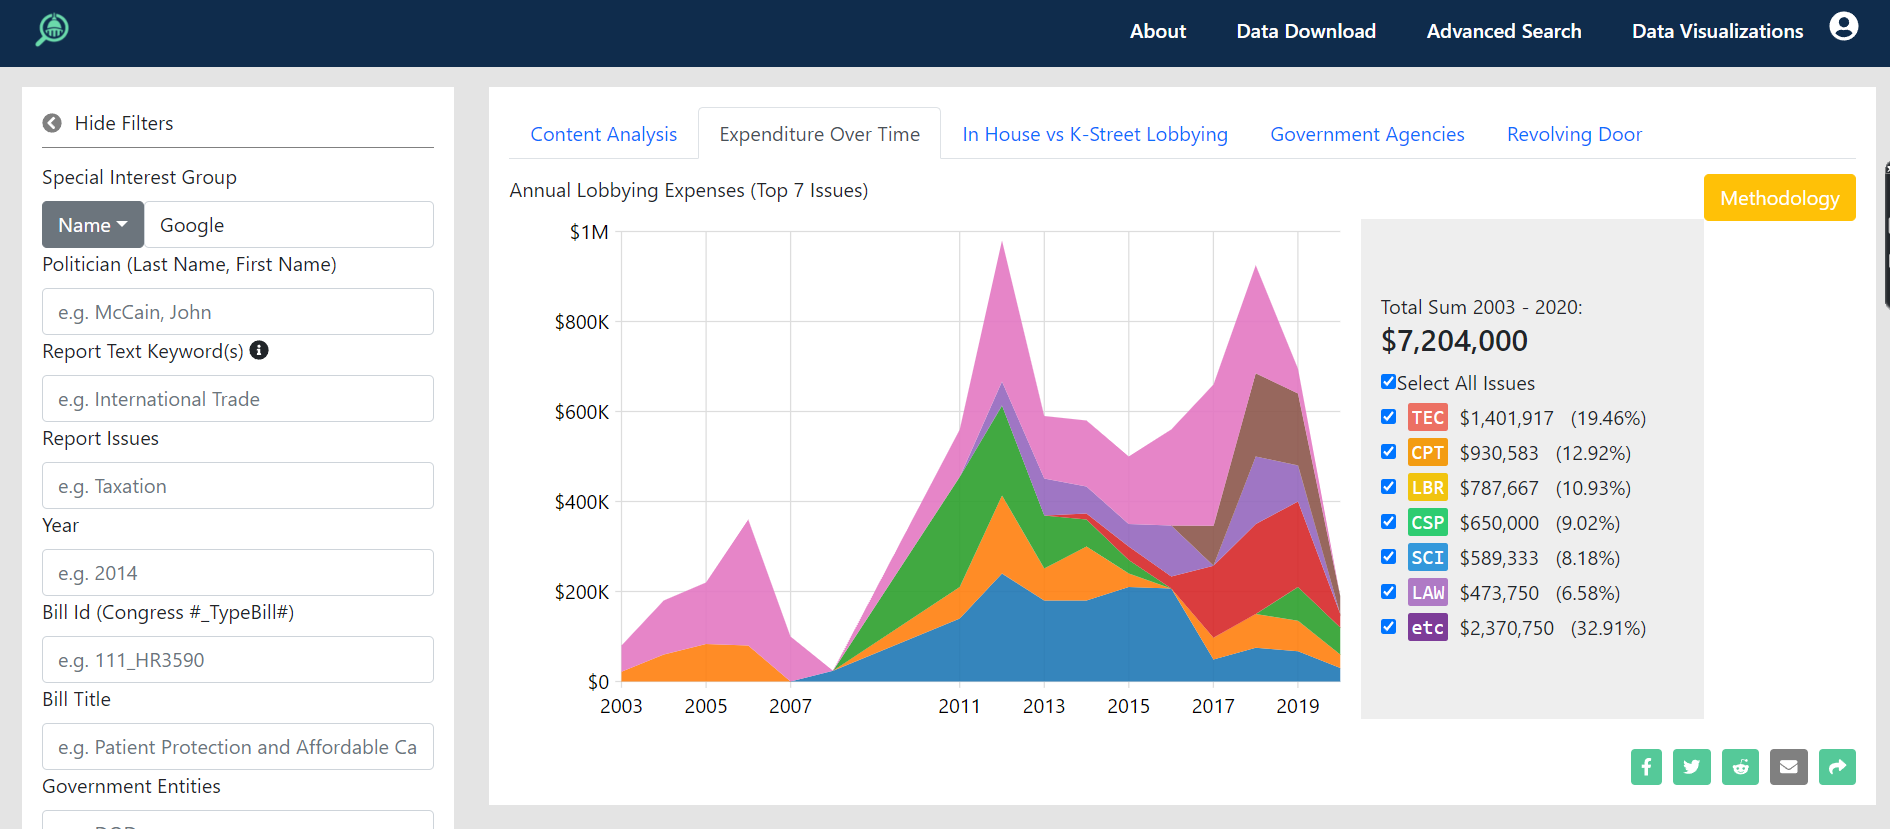 About Data Download Advanced Search Data Visualizations
Hide Filters
Special Interest Group
Name Google
Politician (Last Name, First Name)
e.g. McCain, John
Report Text Keyword(s)
e.g. International Trade
Report Issues
e.g. Taxation
Year
e.g. 2014
Bill Id (Congress #_TypeBill#)
e.g. 111_HR3590
Bill Title
e.g. Patient Protection and Affordable Ca
Government Entities
Content Analysis Expenditure Over Time In House vs K-Street Lobbying Government Agencies Revolving Door
Annual Lobbying Expenses (Top 7 Issues)
Methodology
$1M
$800K
$600K
$400K
$200K
$0
2003 2005 2007 2011 2013 2015 2017 2019
Total Sum 2003 - 2020:
$7,204,000
Select All Issues
TEC $1,401,917 (19.46%)
CPT $930,583 (12.92%)
LBR $787,667 (10.93%)
CSP $650,000 (9.02%)
SCI $589,333 (8.18%)
LAW $473,750 (6.58%)
etc $2,370,750 (32.91%)